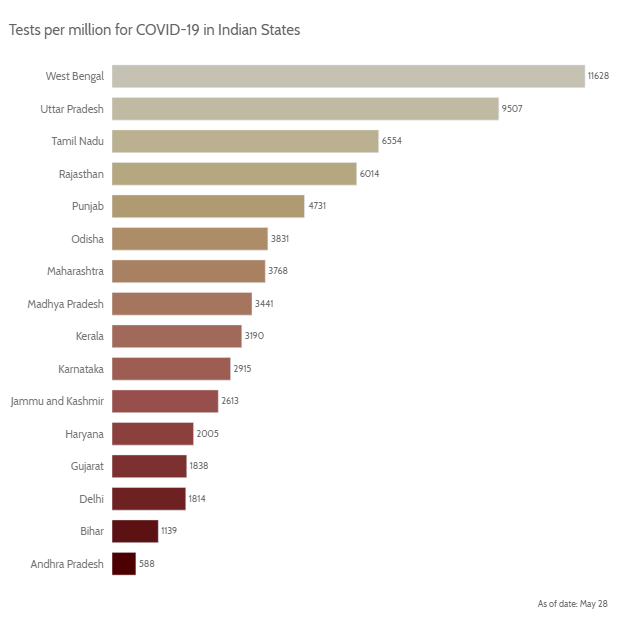 Tests per million for COVID-19 in Indian States
West Bengal 11628
Uttar Pradesh 9507
Tamil Nadu 6554
Rajasthan 6014
Punjab 4731
Odisha 3831
Maharashtra 3768
Madhya Pradesh 3441
Kerala 3190
Karnataka 2915
Jammu and Kashmir 2613
Haryana 2005
Gujarat 1838
Delhi 1814
Bihar 1139
Andhra Pradesh 588
As of date: May 28